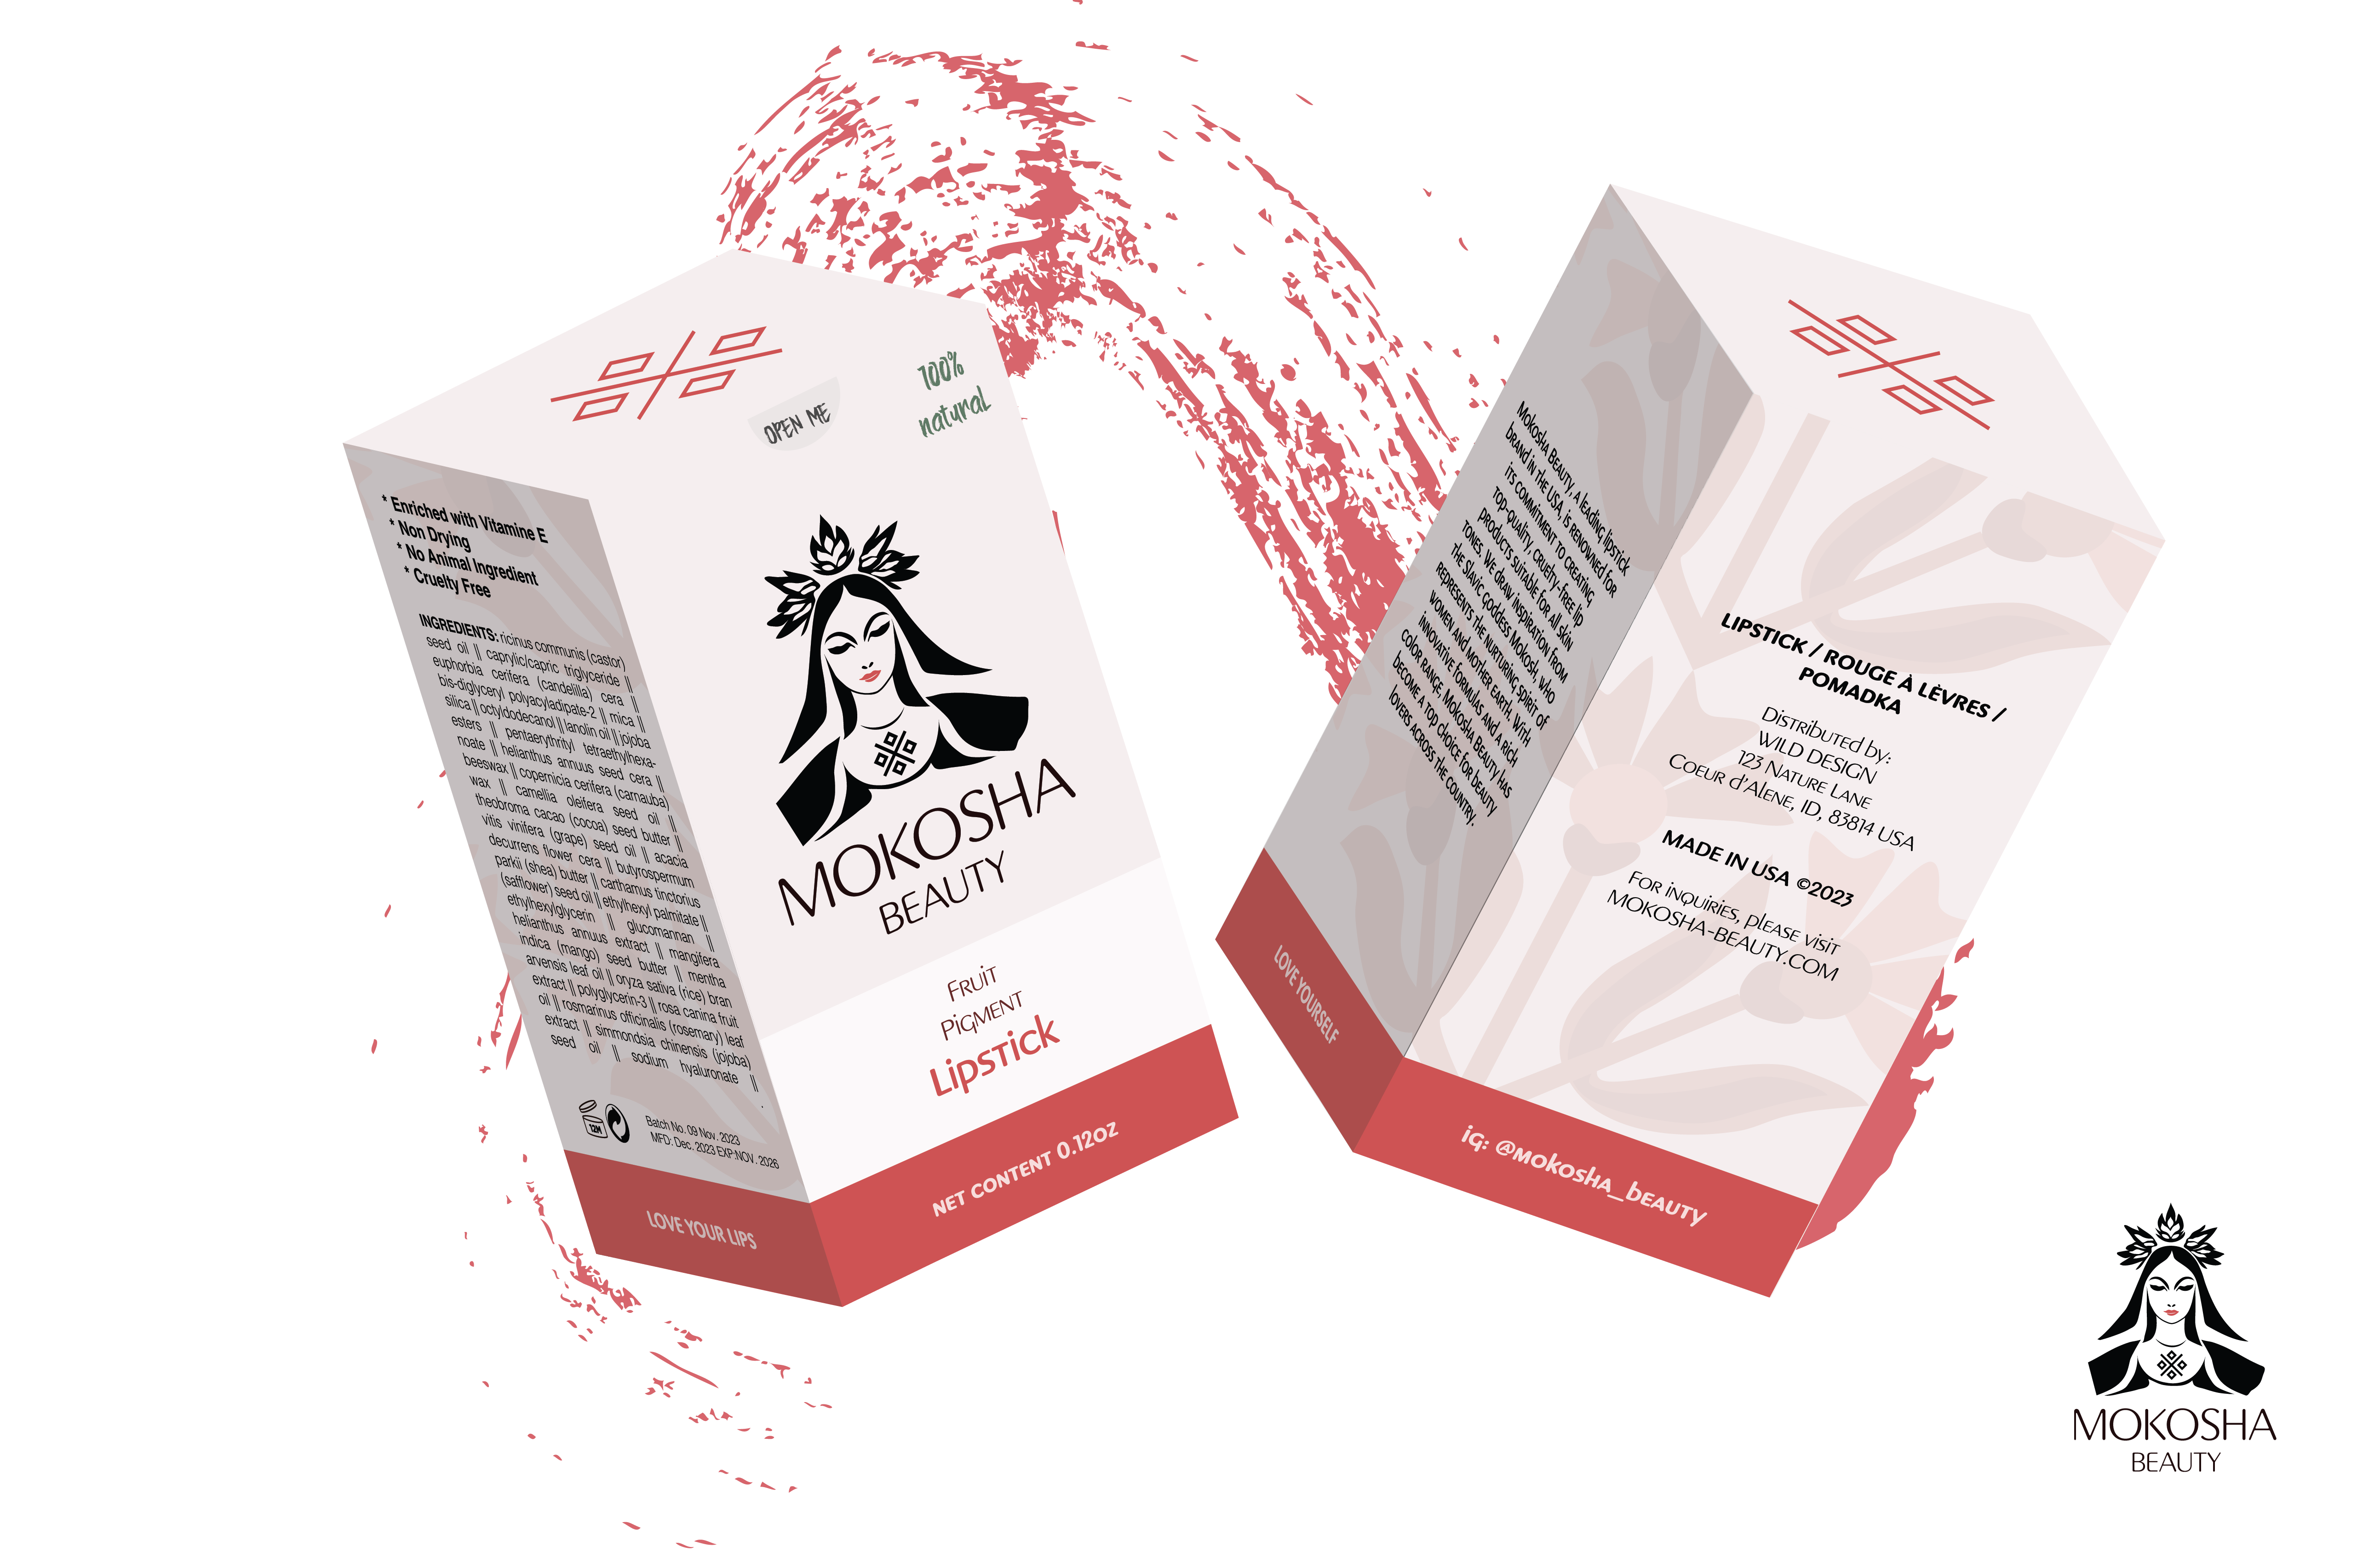 100%
natural
OPEN ME
MOKOSHA
BEAUTY
Fruit
Pigment
Lipstick
NET CONTENT 0.12oz
* Enriched with Vitamine E
* Non Drying
* No Animal Ingredient
* Cruelty Free
INGREDIENTS: ricinus communis (castor)
seed oil || caprylic/capric triglyceride ||
euphorbia cerifera (candelilla) cera ||
bis-diglyceryl polyacyladipate-2 || mica ||
silica || octyldodecanol || lanolin oil || jojoba
esters || pentaerythrityl tetraethylhexa-
noate || helianthus annuus seed cera ||
beeswax || copernicia cerifera (carnauba)
wax || camellia oleifera seed oil ||
theobroma cacao (cocoa) seed butter ||
vitis vinifera (grape) seed oil || acacia
decurrens flower cera || butyrospermum
parkii (shea) butter || carthamus tinctorius
(safflower) seed oil || ethylhexyl palmitate ||
ethylhexylglycerin || glucomannan ||
helianthus annuus extract || mangifera
indica (mango) seed butter || mentha
arvensis leaf oil || oryza sativa (rice) bran
extract || polyglycerin-3 || rosa canina fruit
oil || rosmarinus officinalis (rosemary) leaf
extract || simmondsia chinensis (jojoba)
seed oil || sodium hyaluronate ||
.
12M
Batch No. 09 Nov. 2023
MFD: Dec. 2023 EXP:NOV. 2026
LOVE YOUR LIPS
Mokosha Beauty, a leading lipstick
brand in the USA, is renowned for
its commitment to creating
top-quality, cruelty-free lip
products suitable for all skin
tones. We draw inspiration from
the Slavic goddess Mokosh, who
represents the nurturing spirit of
women and Mother Earth. With
innovative formulas and a rich
color range, Mokosha Beauty has
become a top choice for beauty
lovers across the country.
LOVE YOURSELF
LIPSTICK / ROUGE À LÈVRES /
POMADKA
Distributed by:
WILD DESIGN
123 Nature Lane
Coeur d'Alene, ID, 83814 USA
MADE IN USA ©2023
For inquiries, please visit
MOKOSHA-BEAUTY.COM
ig: @mokosha_beauty
MOKOSHA
BEAUTY